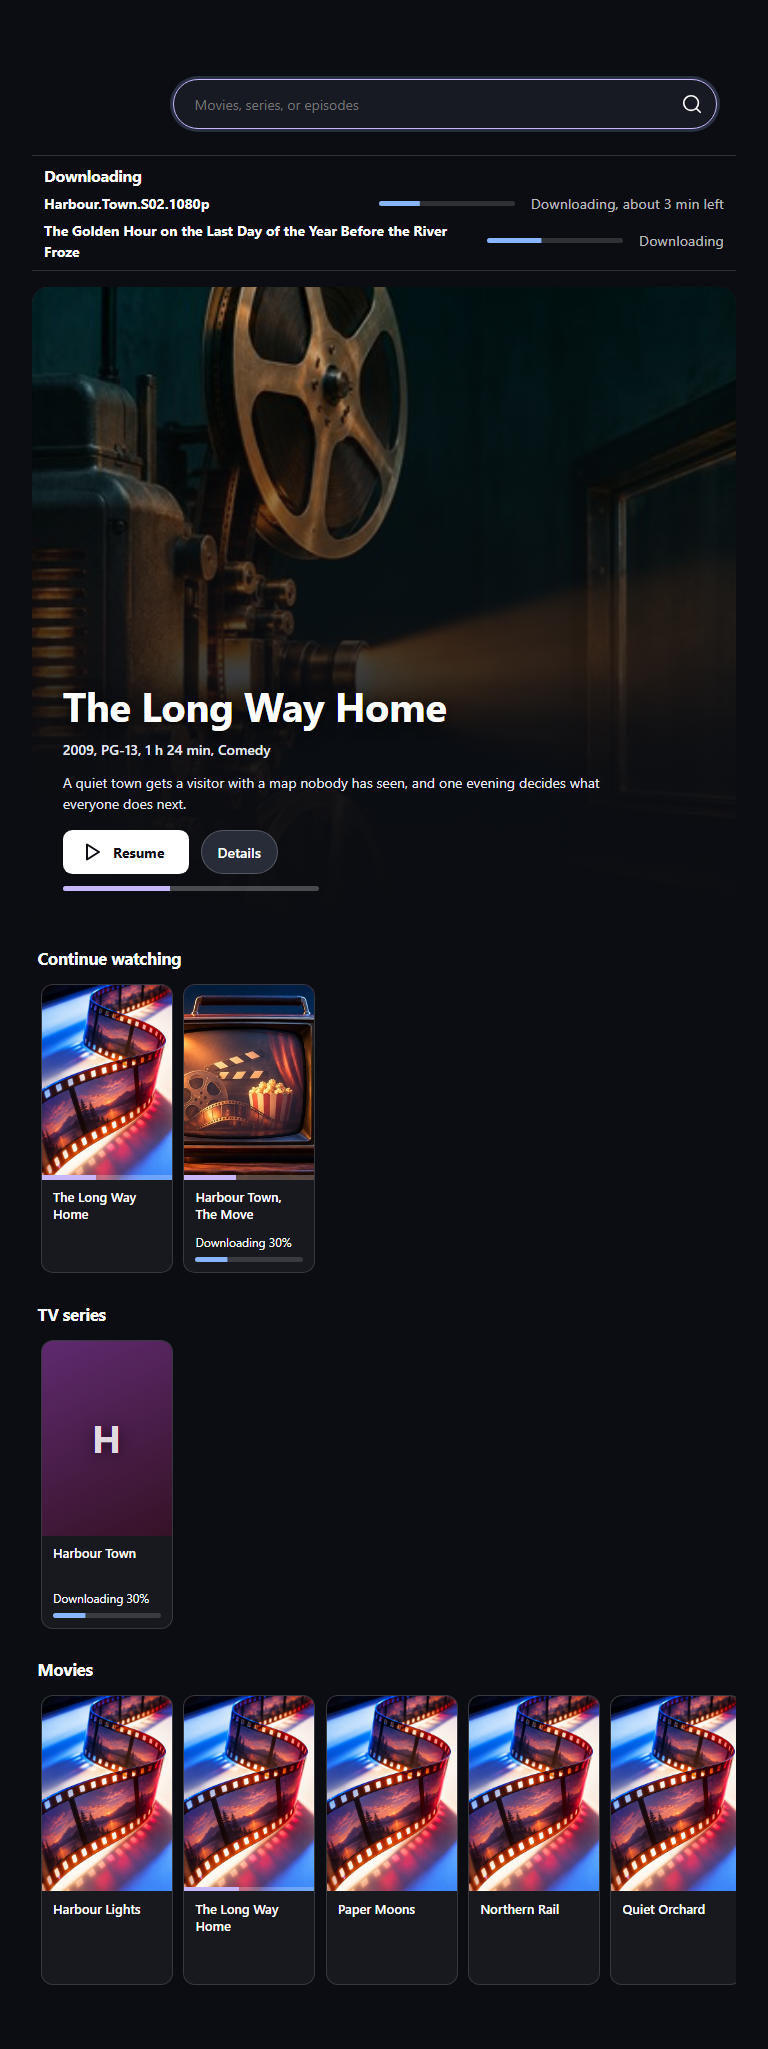 Movies, series, or episodes
Downloading
Harbour.Town.S02.1080p
Downloading, about 3 min left
The Golden Hour on the Last Day of the Year Before the River
Froze
Downloading
The Long Way Home
2009, PG-13, 1 h 24 min, Comedy
A quiet town gets a visitor with a map nobody has seen, and one evening decides what
everyone does next.
Resume
Details
Continue watching
The Long Way
Home
Harbour Town,
The Move
Downloading 30%
TV series
H
Harbour Town
Downloading 30%
Movies
Harbour Lights
The Long Way
Home
Paper Moons
Northern Rail
Quiet Orchard